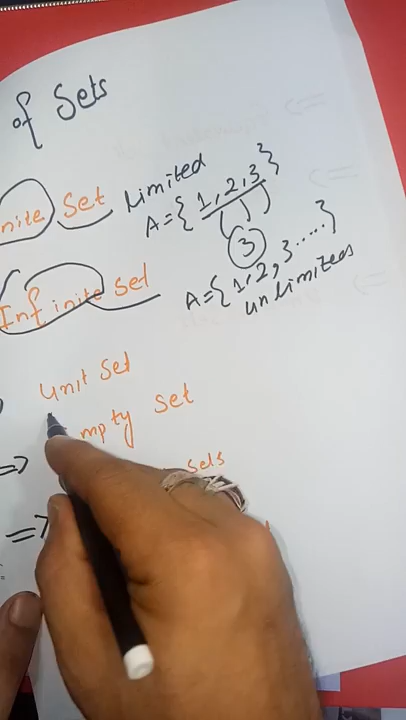 of Sets
nite Set Limited
A={1,2,3}
3
Infinite set
A={1,2,3.....}
unlimited
unit set
mpty set
=> sets
=>